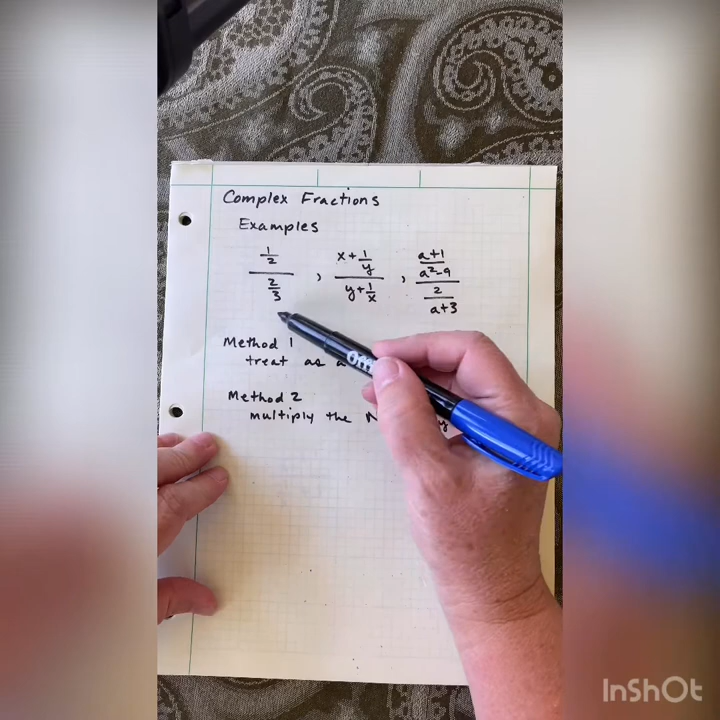 Complex Fractions
Examples
1/2 / 2/3 , x + 1/y / y + 1/x , a+1/a²-9 / 2/a+3
Method 1
treat as a
Method 2
multiply the N
om
InShOt